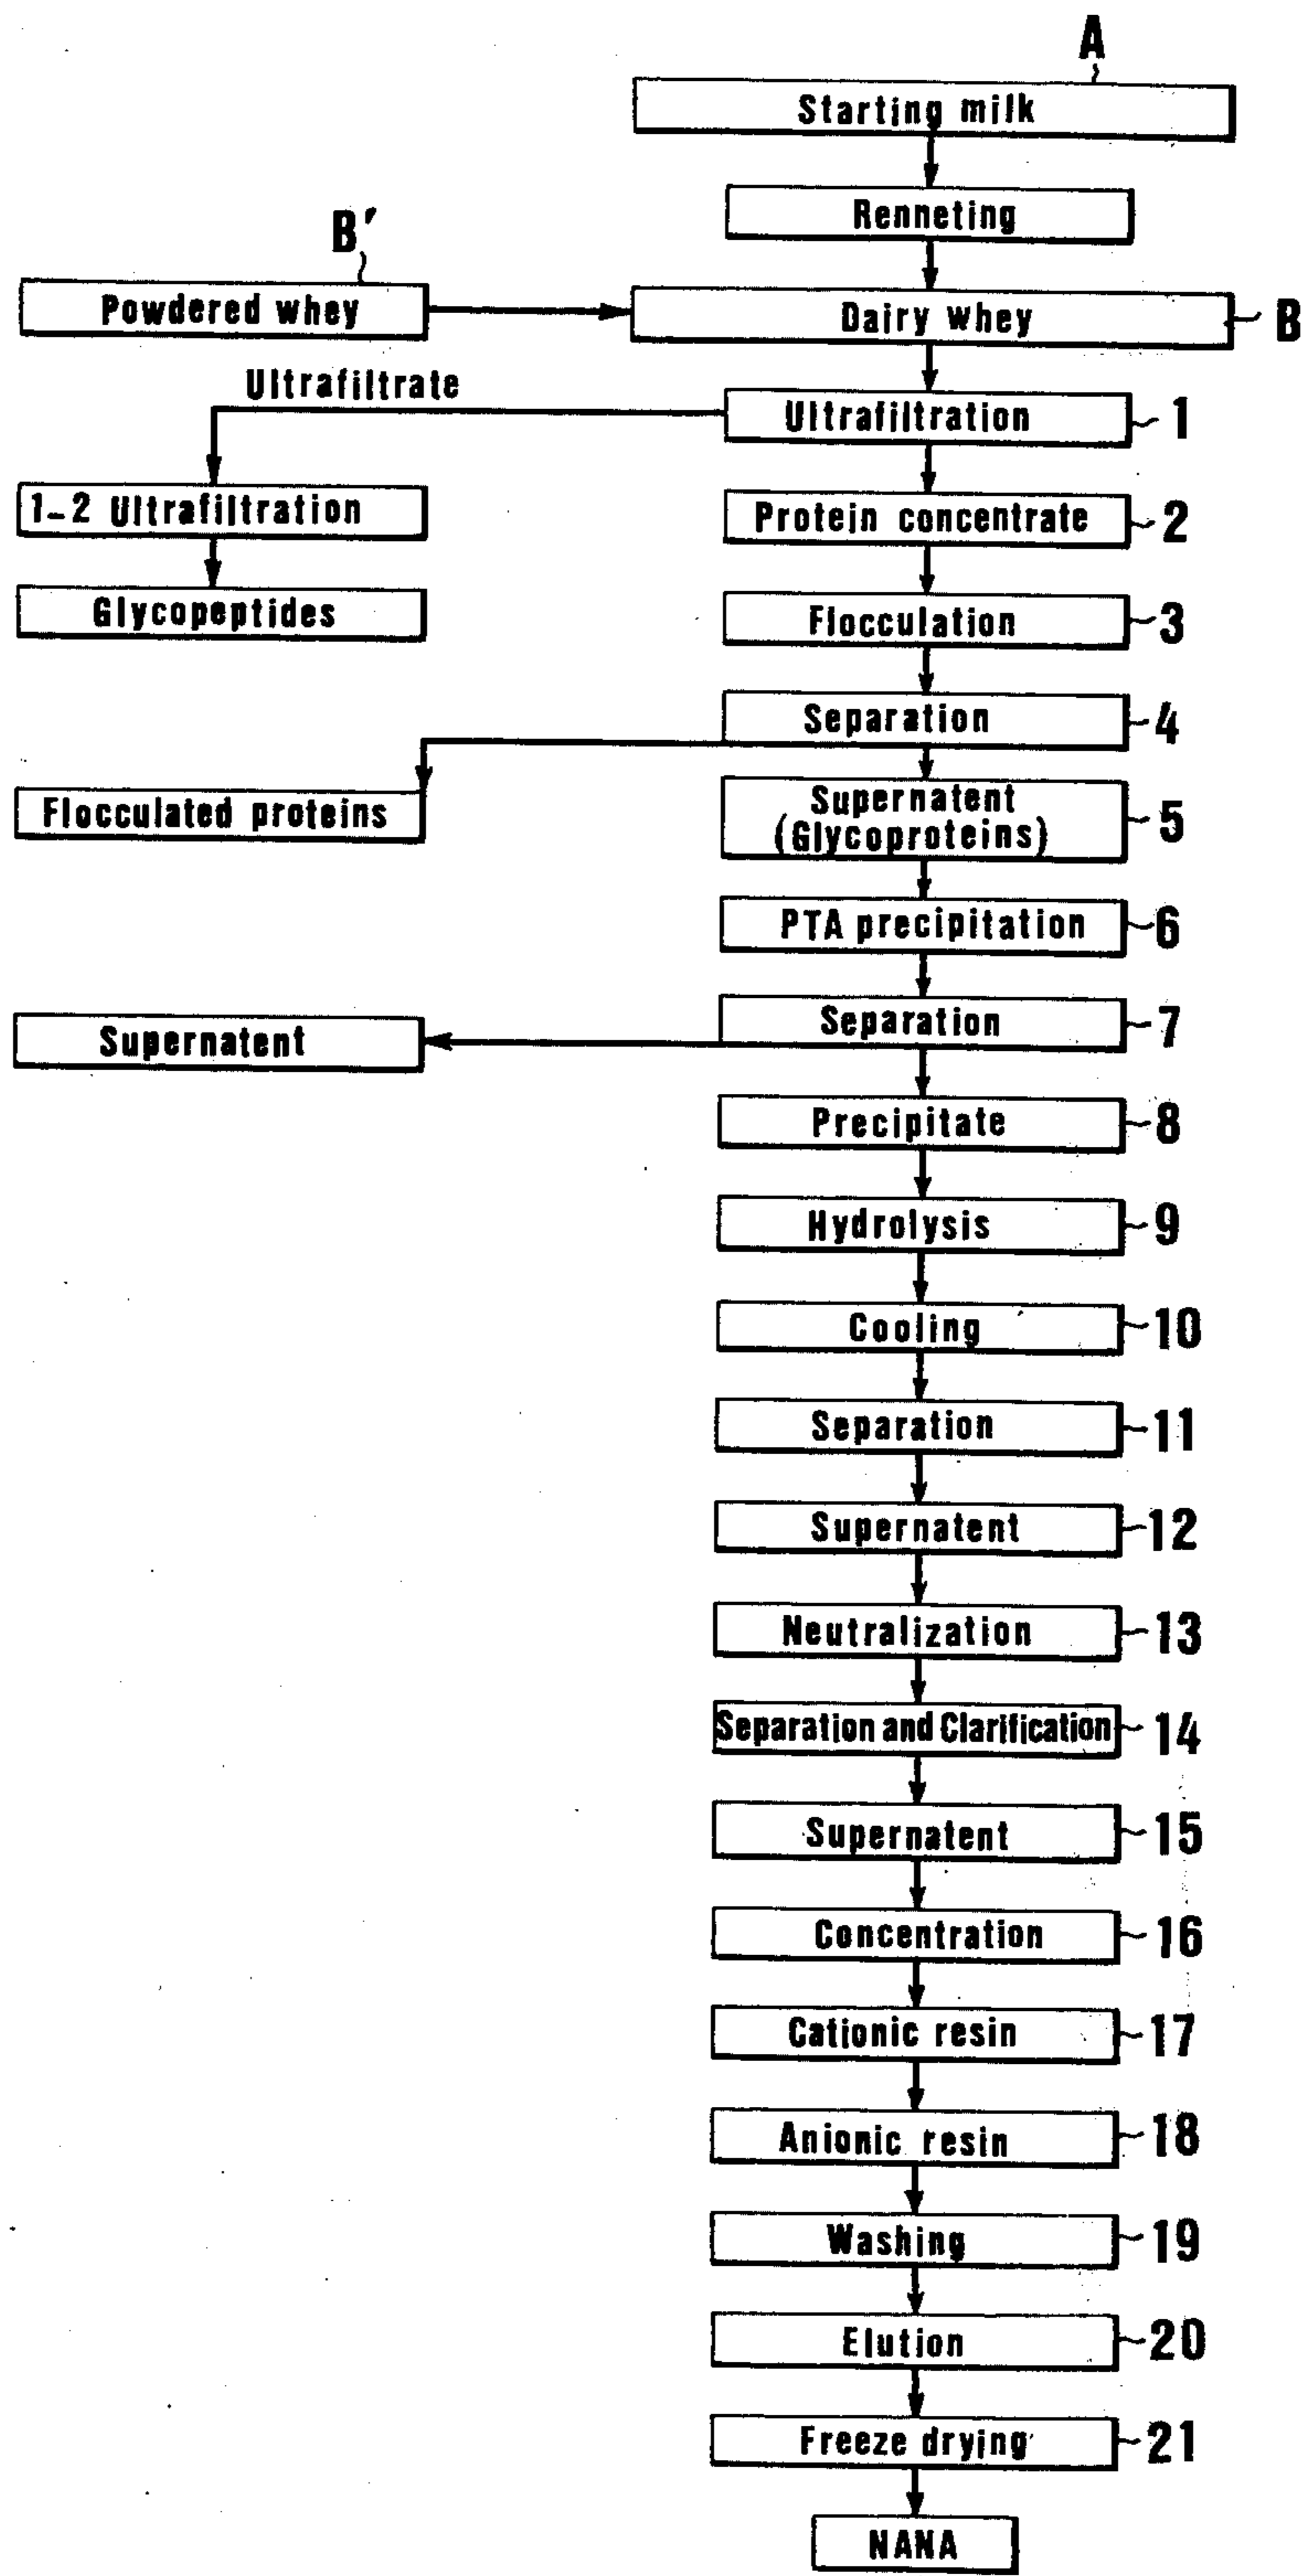 A
Starting milk
Renneting
B′
Powdered whey
Dairy whey
B
Ultrafiltrate
Ultrafiltration
1
1-2 Ultrafiltration
Protein concentrate
2
Glycopeptides
Flocculation
3
Separation
4
Flocculated proteins
Supernatent
(Glycoproteins)
5
PTA precipitation
6
Supernatent
Separation
7
Precipitate
8
Hydrolysis
9
Cooling
10
Separation
11
Supernatent
12
Neutralization
13
Separation and Clarification
14
Supernatent
15
Concentration
16
Cationic resin
17
Anionic resin
18
Washing
19
Elution
20
Freeze drying
21
NANA